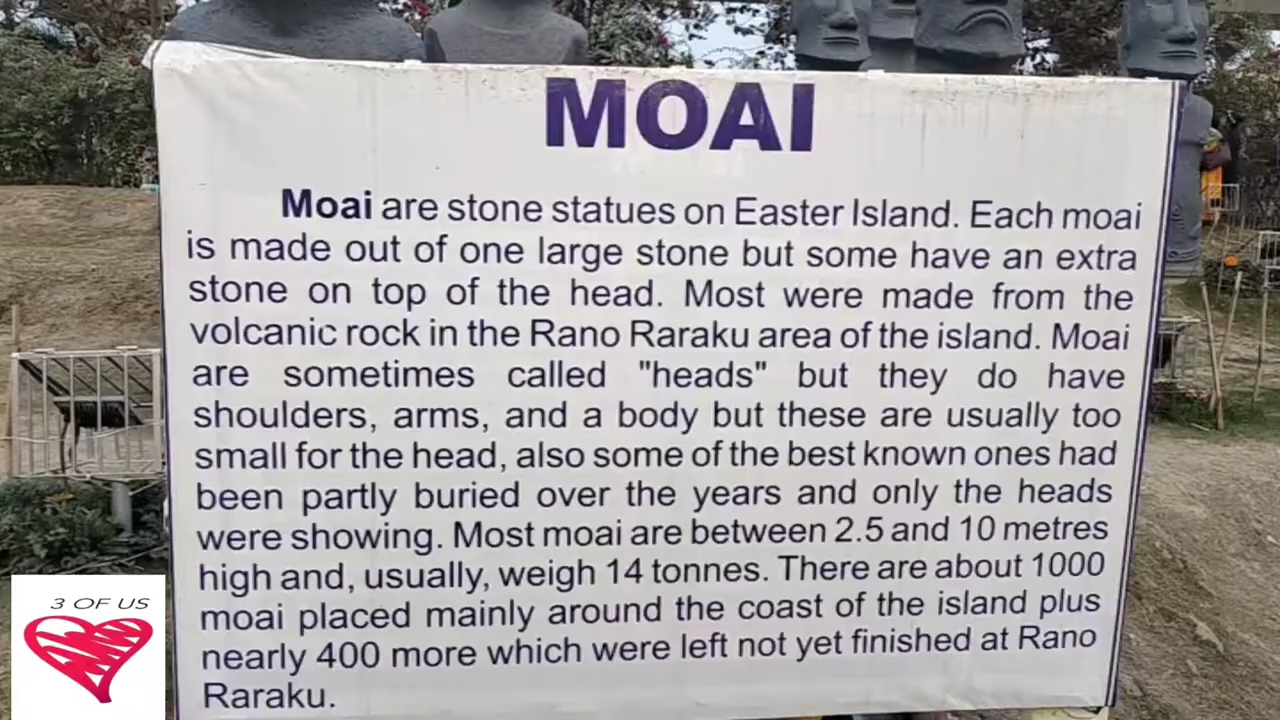 MOAI
Moai are stone statues on Easter Island. Each moai
is made out of one large stone but some have an extra
stone on top of the head. Most were made from the
volcanic rock in the Rano Raraku area of the island. Moai
are sometimes called "heads" but they do have
shoulders, arms, and a body but these are usually too
small for the head, also some of the best known ones had
been partly buried over the years and only the heads
were showing. Most moai are between 2.5 and 10 metres
high and, usually, weigh 14 tonnes. There are about 1000
moai placed mainly around the coast of the island plus
nearly 400 more which were left not yet finished at Rano
Raraku.
3 OF US